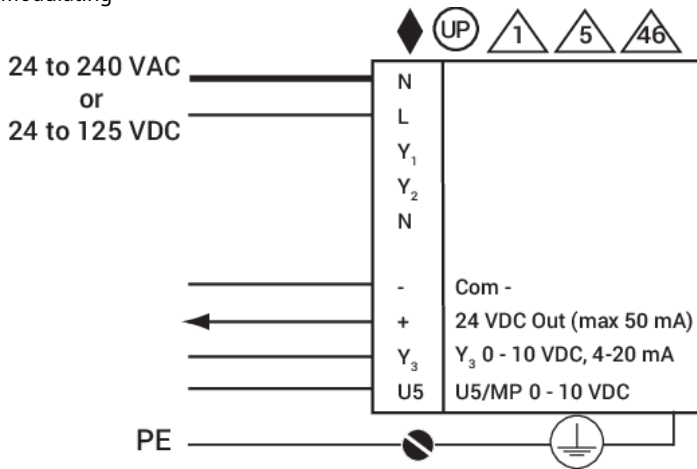 UP 1 5 46
24 to 240 VAC
or
24 to 125 VDC
N
L
Y1
Y2
N
- Com -
+ 24 VDC Out (max 50 mA)
Y3 Y3 0 - 10 VDC, 4-20 mA
U5 U5/MP 0 - 10 VDC
PE